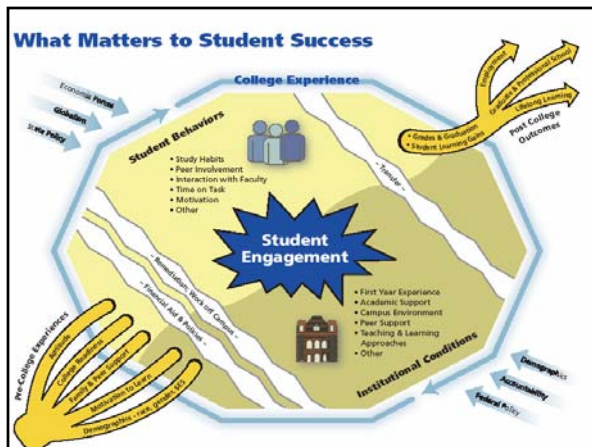 What Matters to Student Success
College Experience
Economic Forces
Globalism
State Policy
Student Behaviors
• Study Habits
• Peer Involvement
• Interaction with Faculty
• Time on Task
• Motivation
• Other
Employment
Graduate & Professional School
Lifelong Learning
• Grades & Graduation
• Student Learning Gains
Post College
Outcomes
– Transfer –
Student
Engagement
– Remediation; Work off Campus –
– Financial Aid & Policies –
• First Year Experience
• Academic Support
• Campus Environment
• Peer Support
• Teaching & Learning
Approaches
• Other
Institutional Conditions
Pre-College Experiences
Aptitude
College Readiness
Family & Peer Support
Motivation to Learn
Demographics - race, gender, SES
Demographics
Accountability
Federal Policy